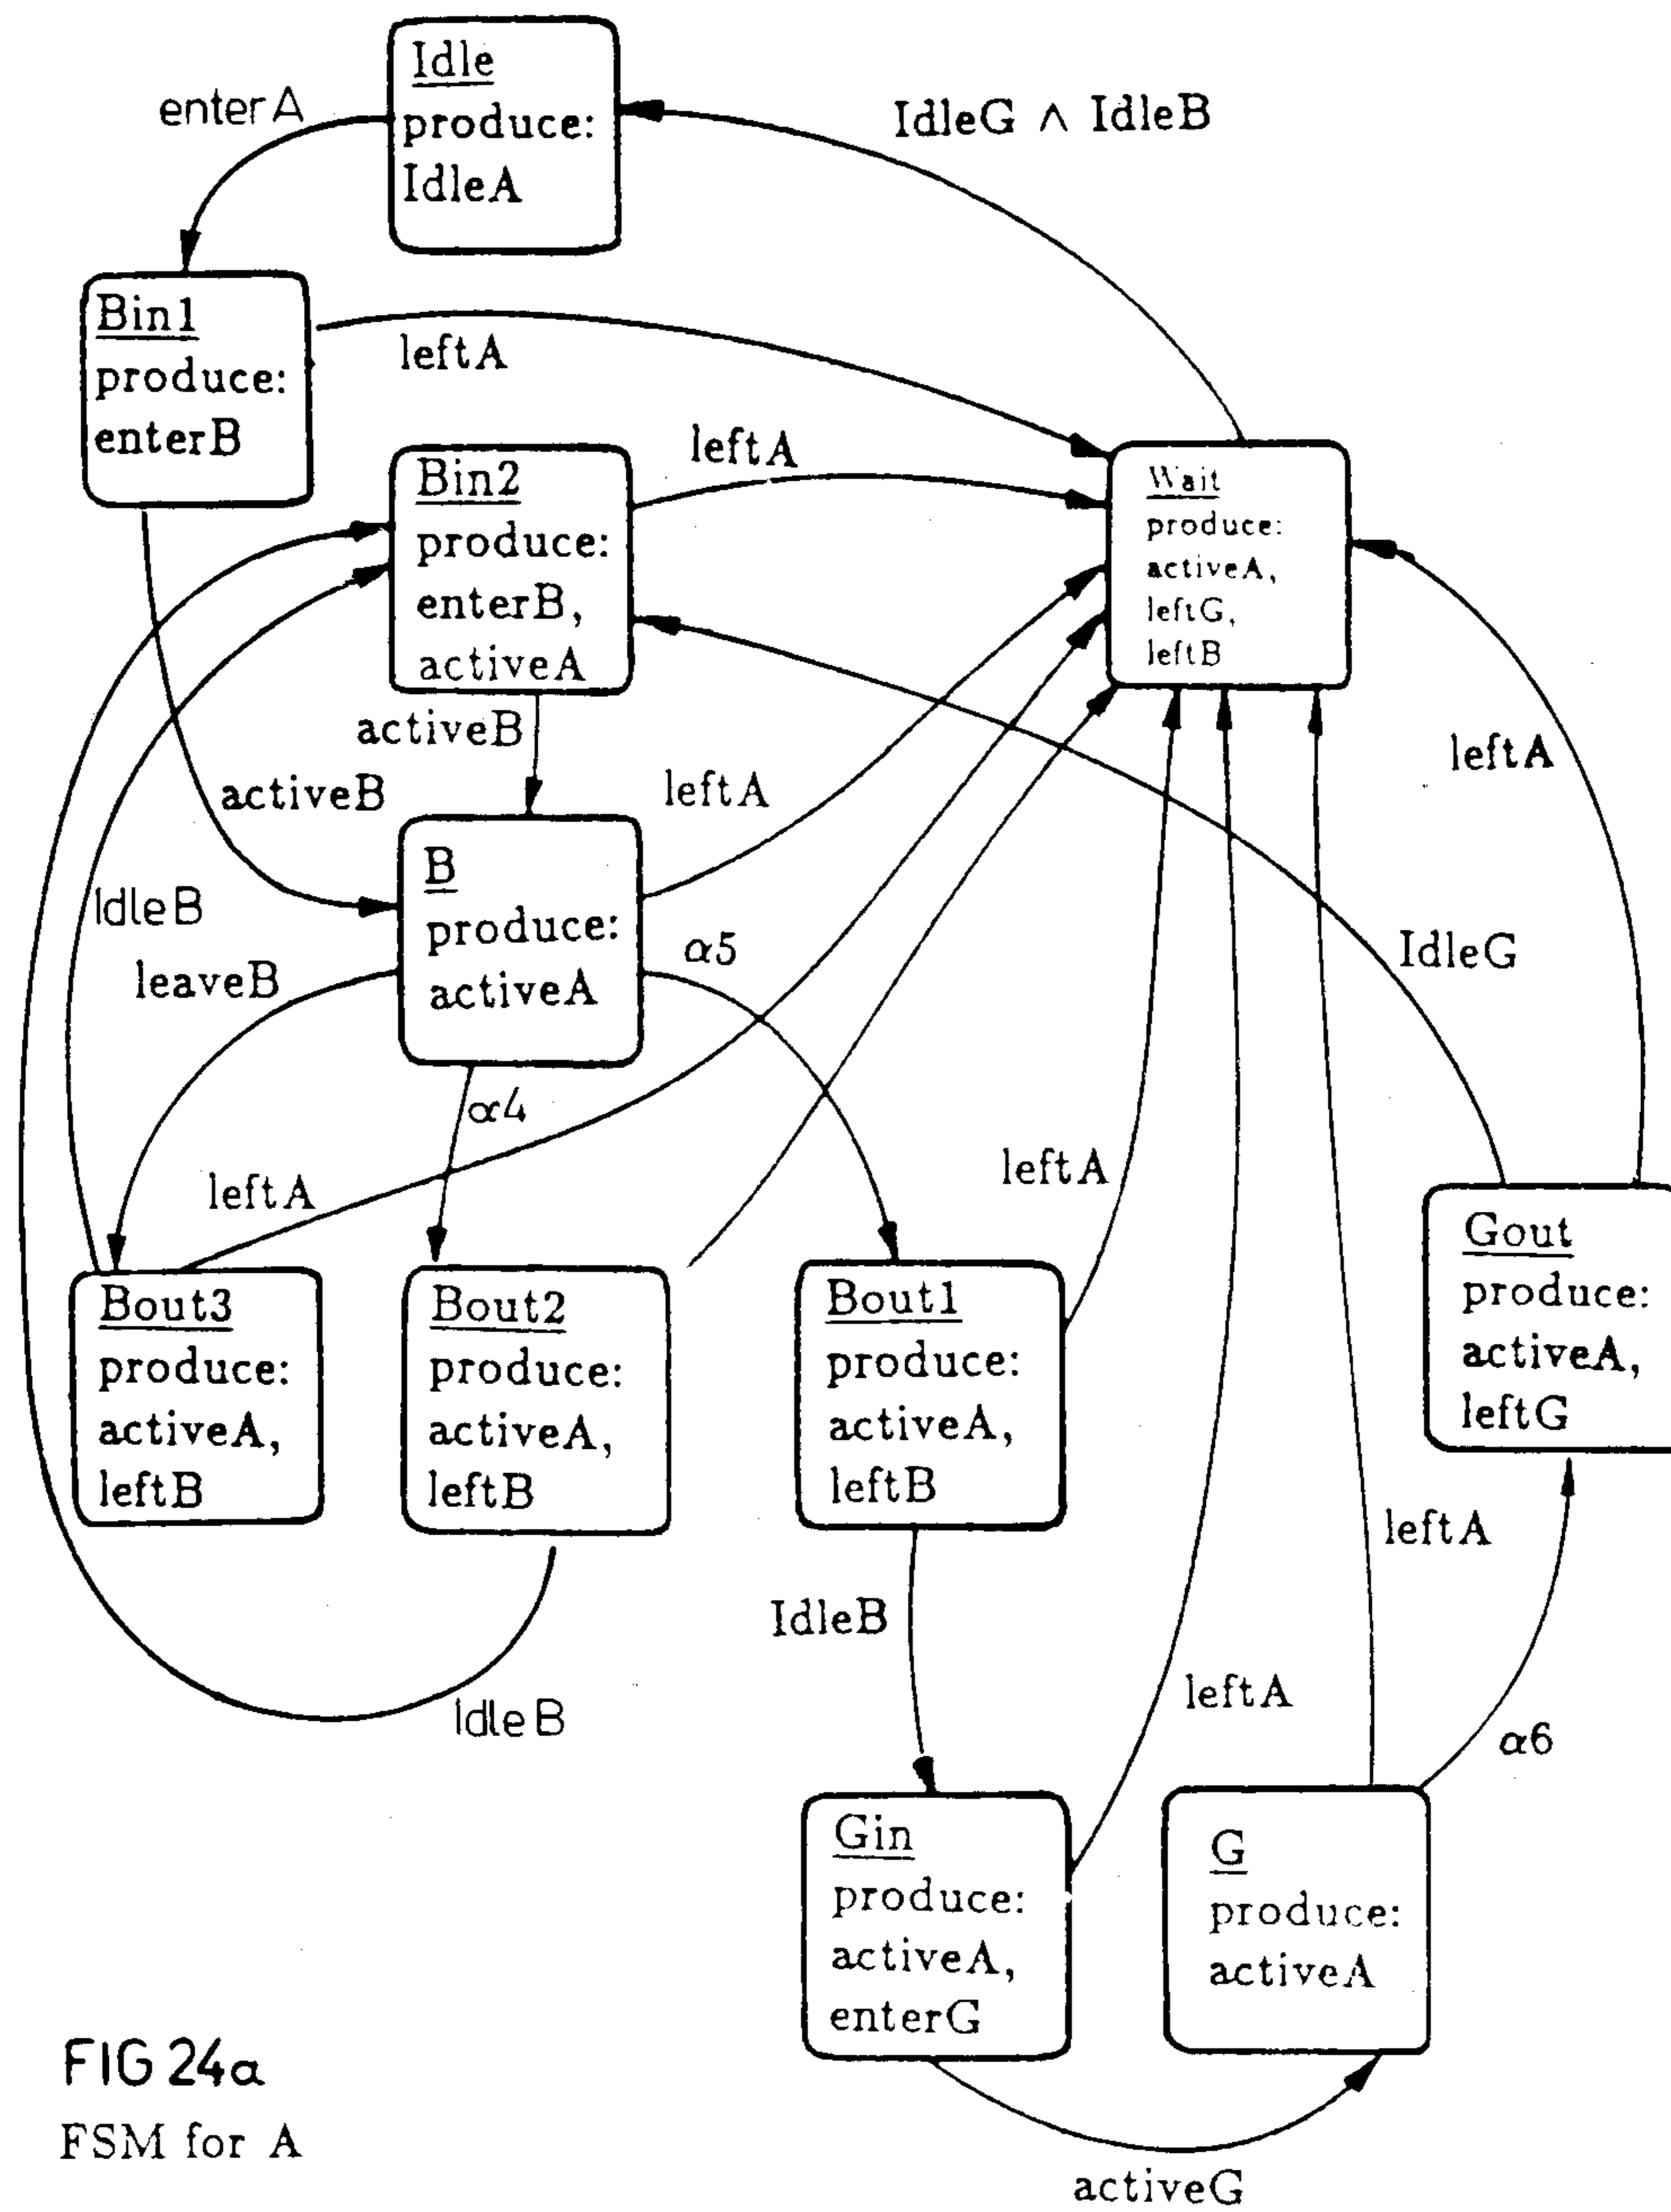 Idle
produce:
IdleA
enterA
IdleG ∧ IdleB
Bin1
produce:
enterB
leftA
Bin2
produce:
enterB,
activeA
leftA
Wait
produce:
activeA,
leftG,
leftB
activeB
activeB
leftA
leftA
B
produce:
activeA
IdleB
leaveB
α5
IdleG
α4
leftA
leftA
Bout3
produce:
activeA,
leftB
Bout2
produce:
activeA,
leftB
Bout1
produce:
activeA,
leftB
Gout
produce:
activeA,
leftG
leftA
IdleB
IdleB
leftA
α6
Gin
produce:
activeA,
enterG
G
produce:
activeA
activeG
FIG 24a
FSM for A